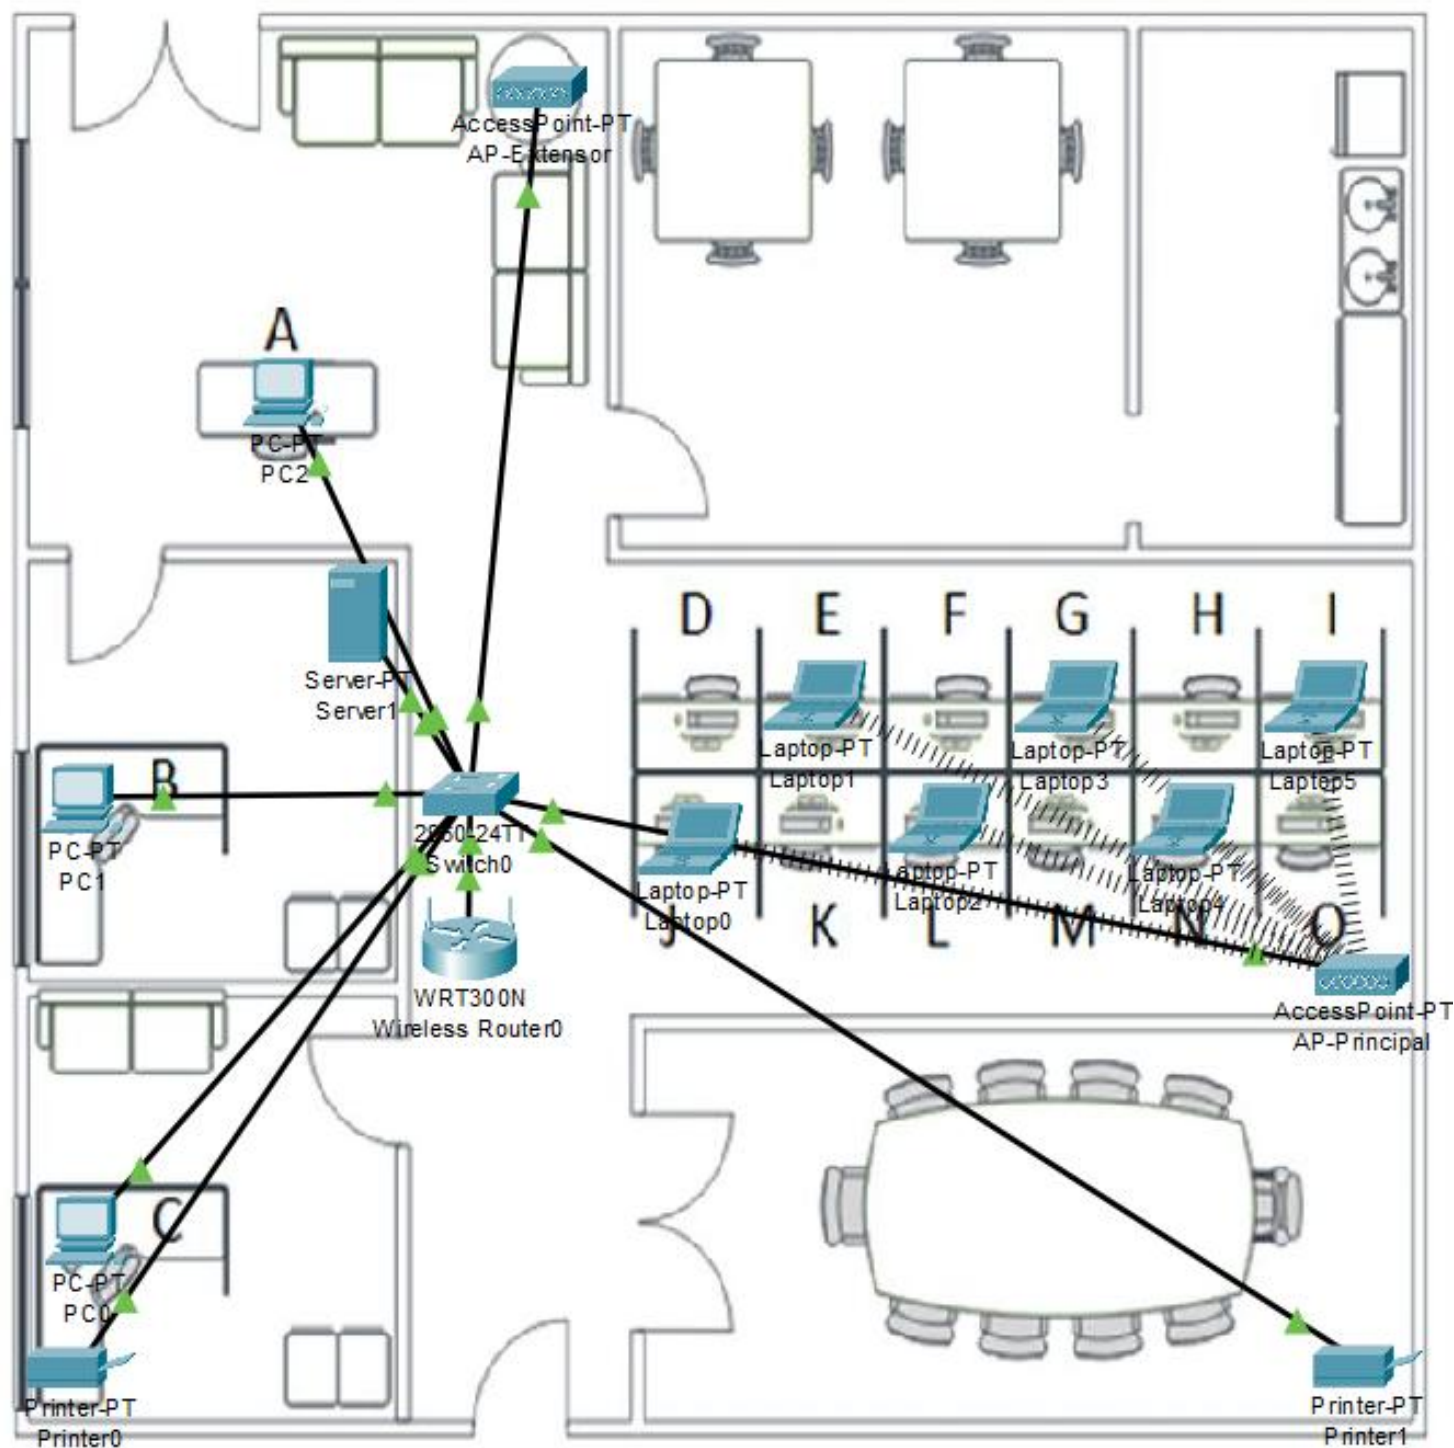 AccessPoint-PT
AP-Extensor
A
PC-PT
PC2
Server-PT
Server1
D E F G H I
Laptop-PT
Laptop1
Laptop-PT
Laptop3
Laptop-PT
Laptop5
B
PC-PT
PC1
2960-24TT
Switch0
Laptop-PT
Laptop0
Laptop-PT
Laptop2
Laptop-PT
Laptop4
J K L M N O
WRT300N
Wireless Router0
AccessPoint-PT
AP-Principal
C
PC-PT
PC0
Printer-PT
Printer0
Printer-PT
Printer1